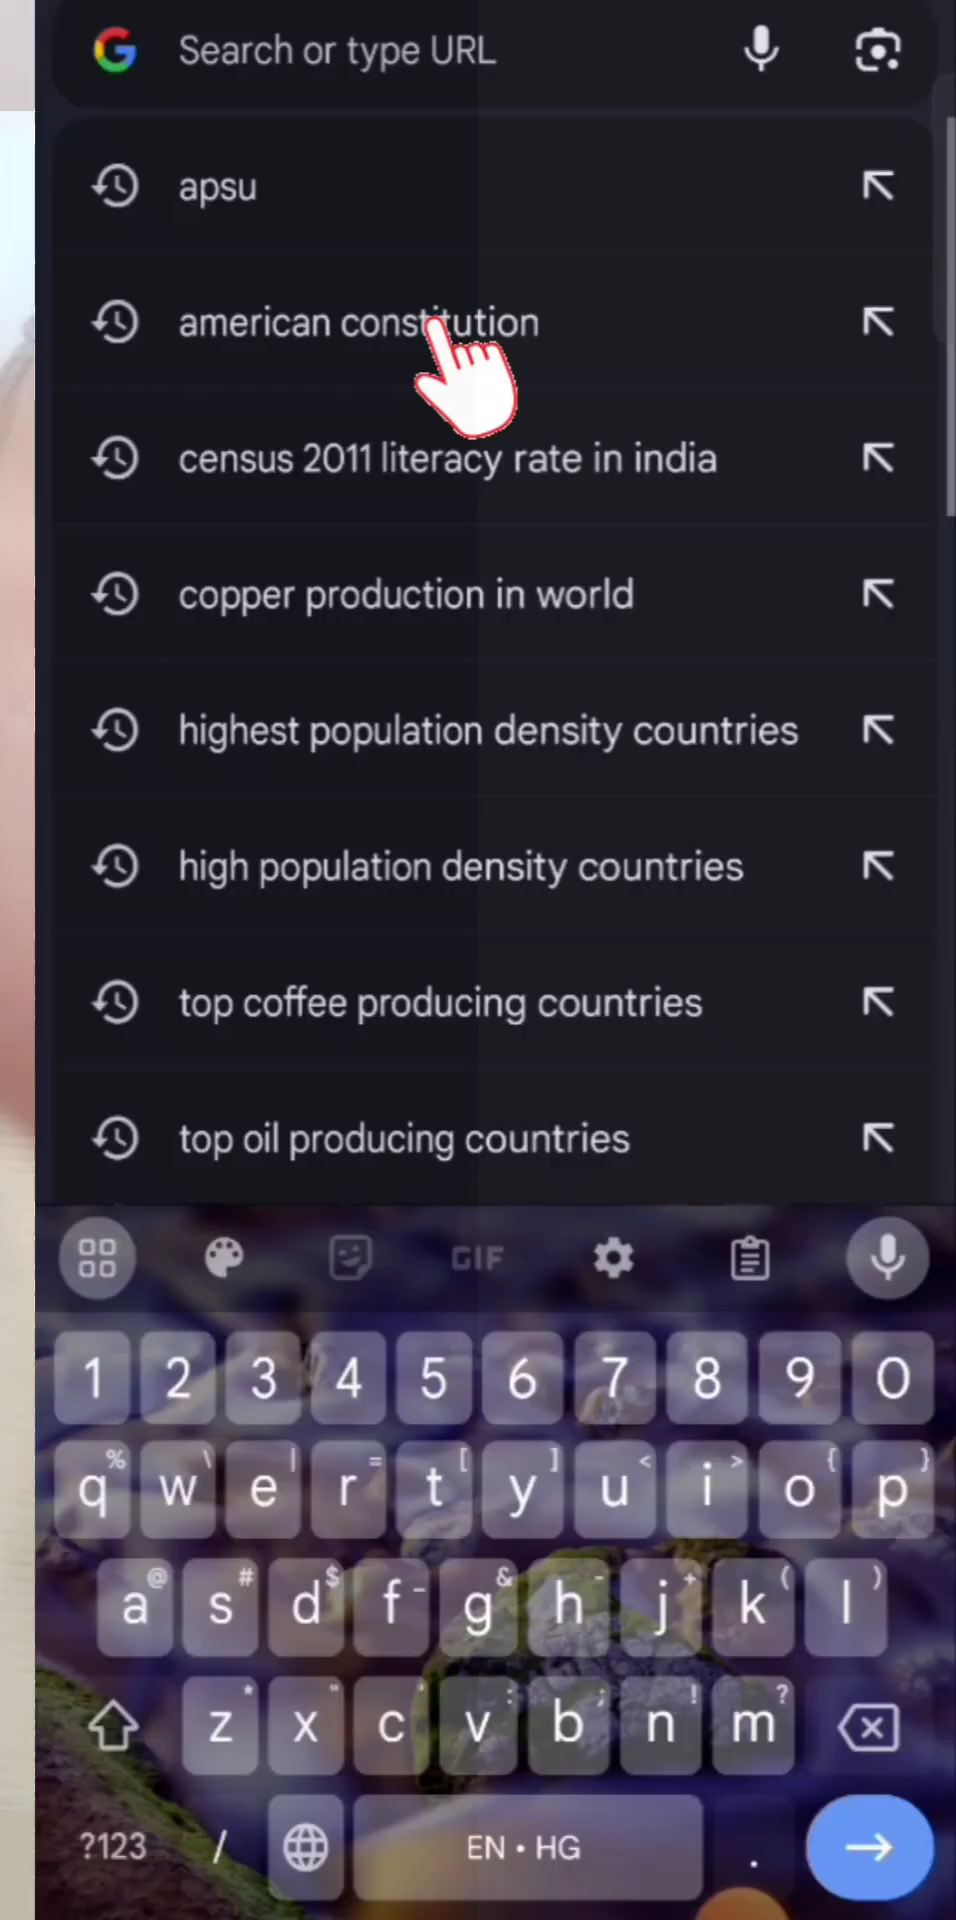 Search or type URL
apsu
american constitution
census 2011 literacy rate in india
copper production in world
highest population density countries
high population density countries
top coffee producing countries
top oil producing countries
GIF
1 2 3 4 5 6 7 8 9 0
% \ | = [ ] < > { }
q w e r t y u i o p
@ # $ - & - + ( )
a s d f g h j k l
* " ' : ; ! ?
z x c v b n m
?123 / EN • HG .